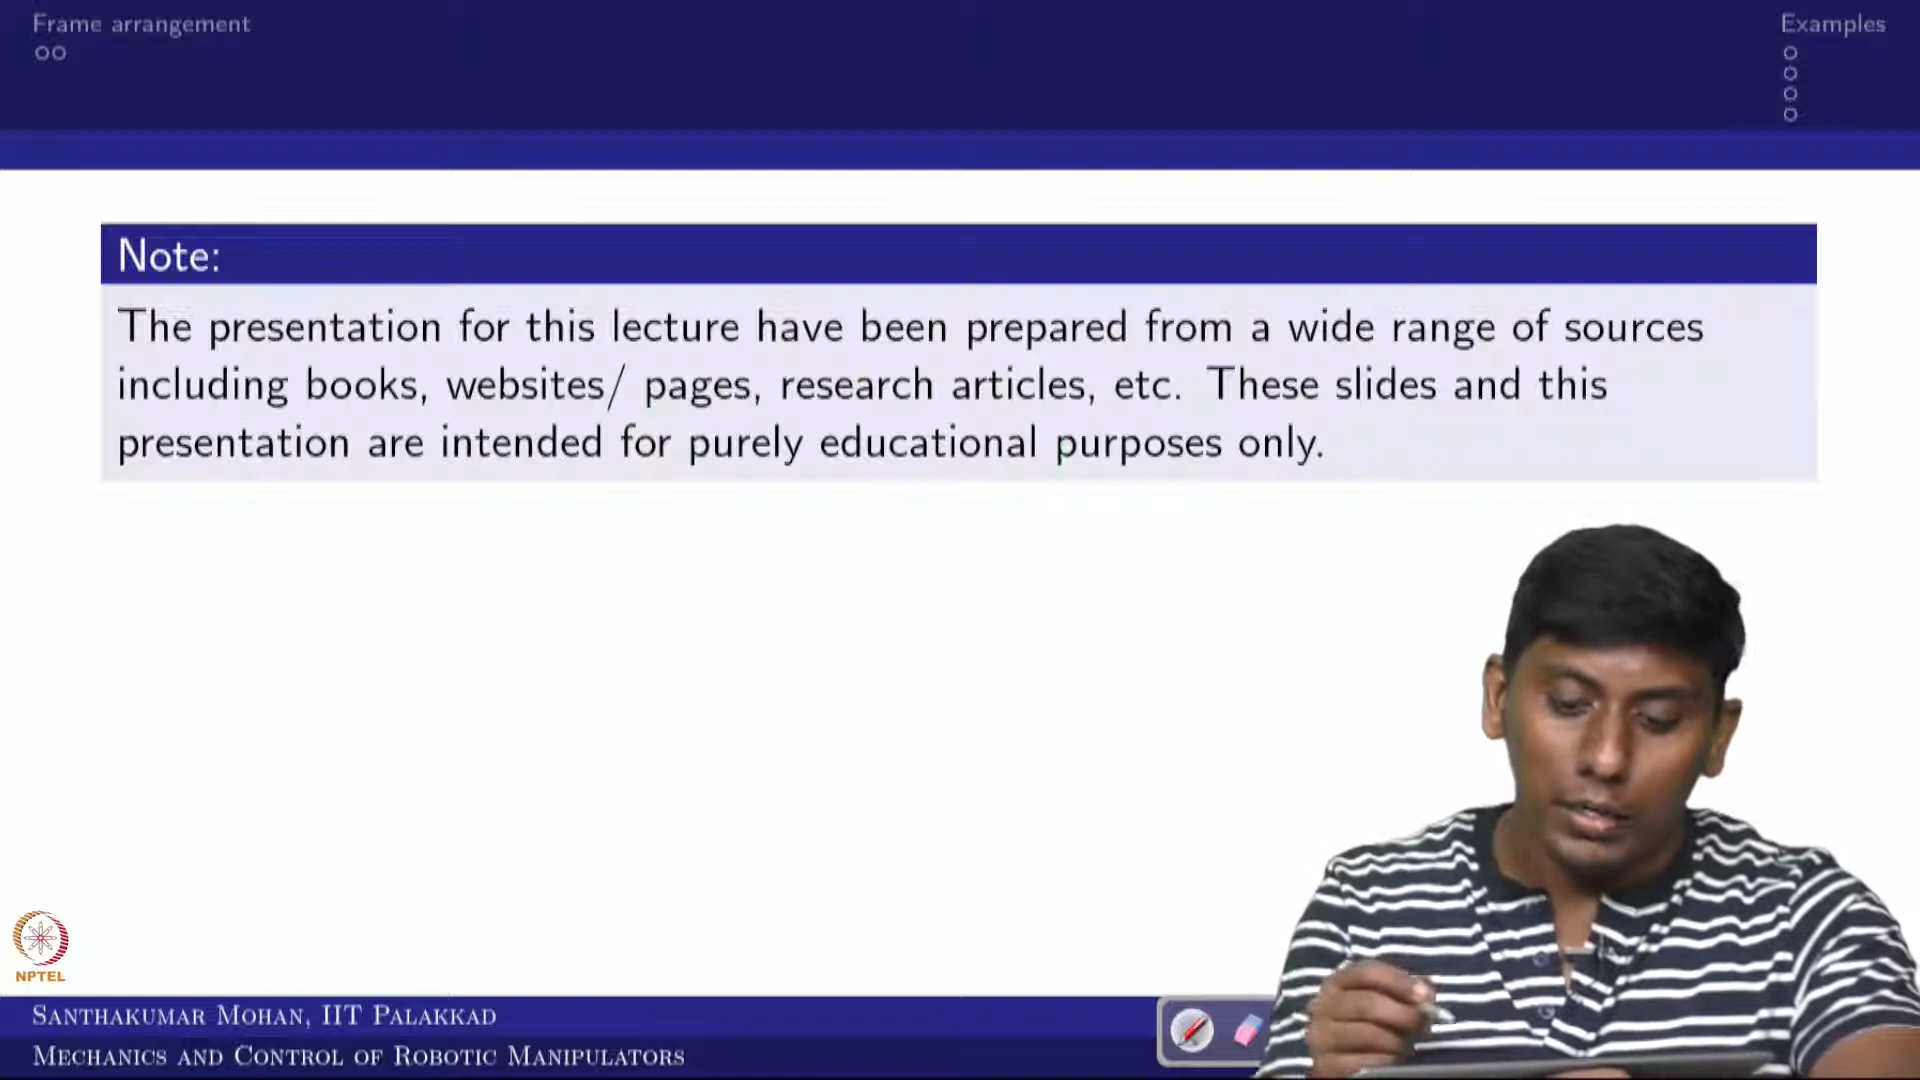 Frame arrangement
Examples
Note:
The presentation for this lecture have been prepared from a wide range of sources
including books, websites/ pages, research articles, etc. These slides and this
presentation are intended for purely educational purposes only.
NPTEL
Santhakumar Mohan, IIT Palakkad
Mechanics and Control of Robotic Manipulators